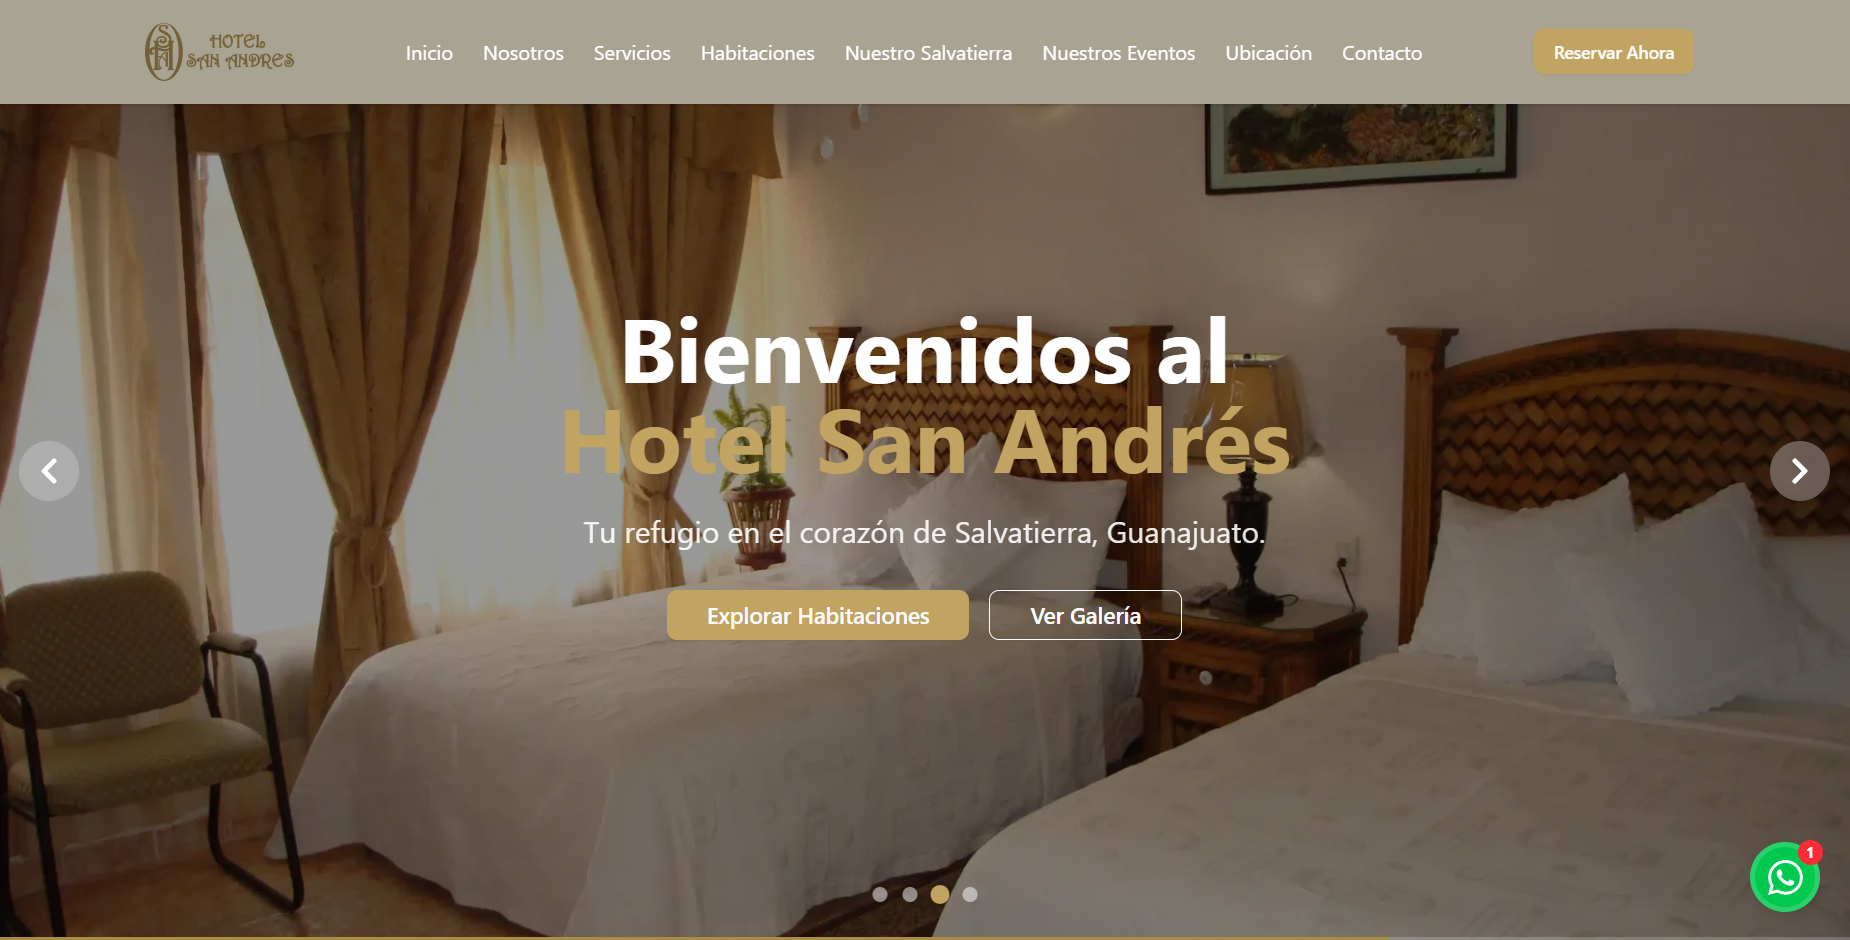 HOTEL
SAN ANDRES
Inicio
Nosotros
Servicios
Habitaciones
Nuestro Salvatierra
Nuestros Eventos
Ubicación
Contacto
Reservar Ahora
Bienvenidos al
Hotel San Andrés
Tu refugio en el corazón de Salvatierra, Guanajuato.
Explorar Habitaciones
Ver Galería
1